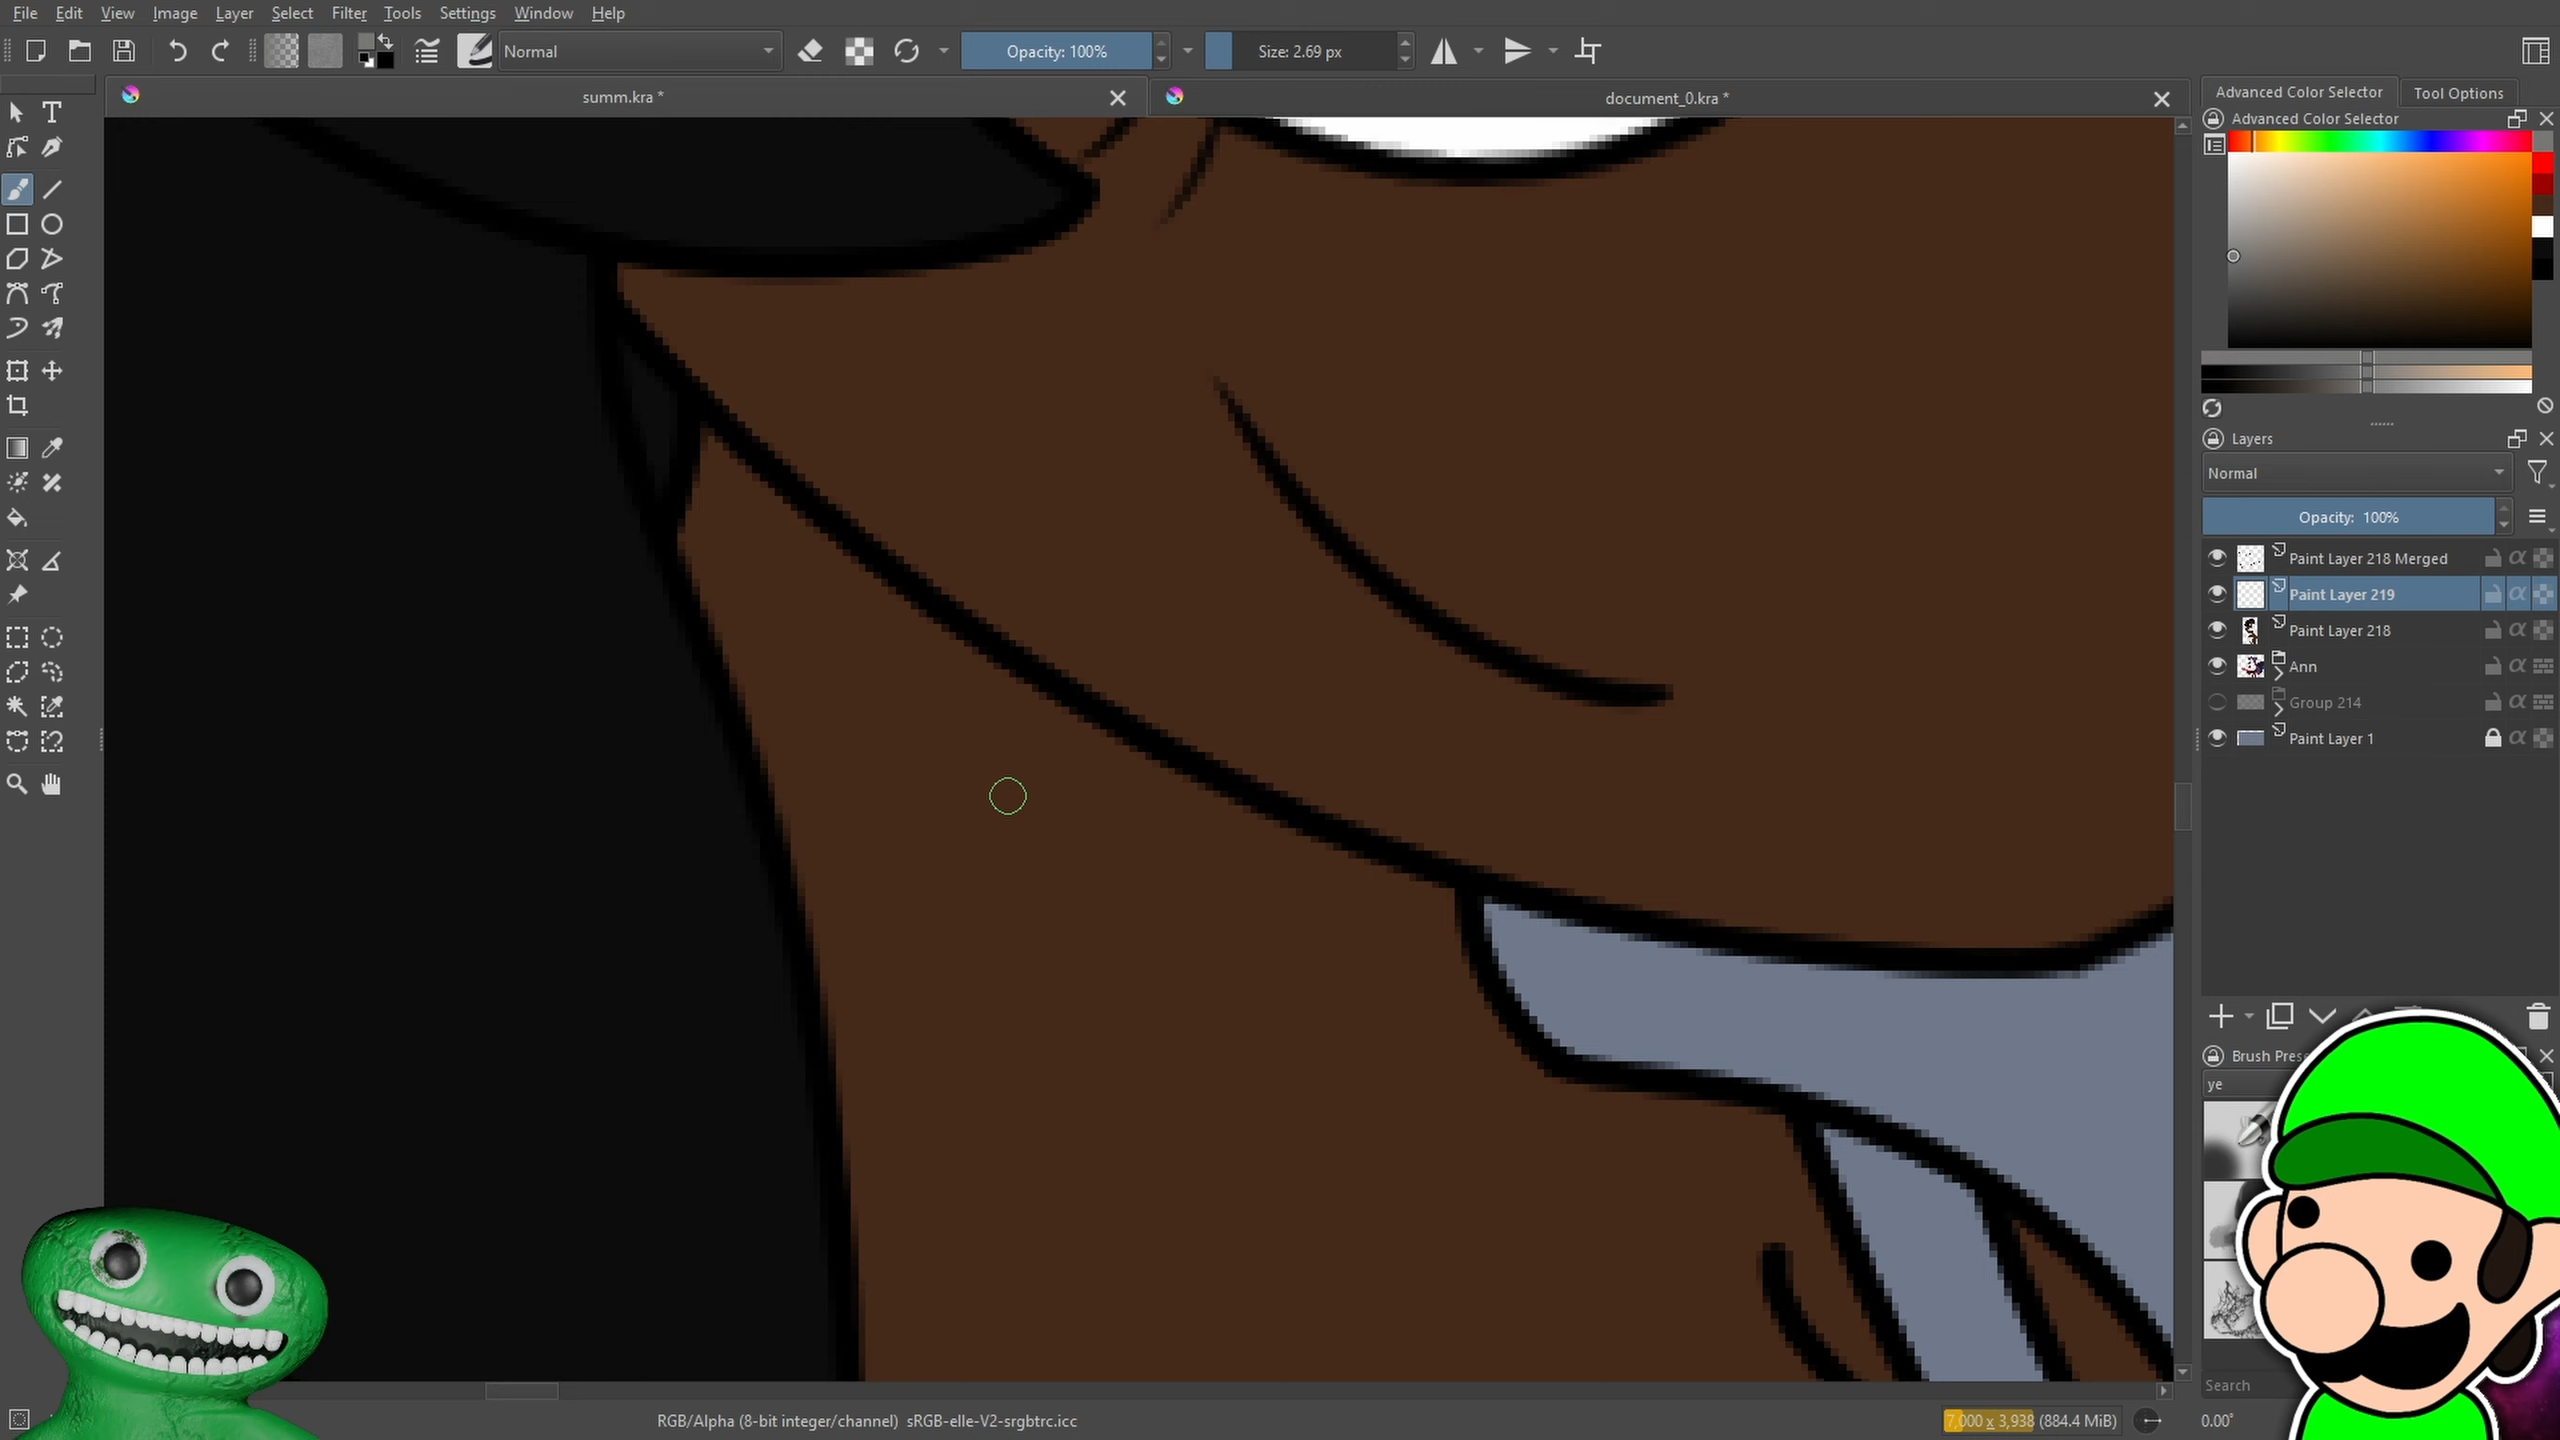 File Edit View Image Layer Select Filter Tools Settings Window Help
Normal
Opacity: 100%
Size: 2.69 px
summ.kra *
document_0.kra *
Advanced Color Selector
Tool Options
Advanced Color Selector
Layers
Normal
Opacity: 100%
Paint Layer 218 Merged
Paint Layer 219
Paint Layer 218
Ann
Group 214
Paint Layer 1
Brush Pres
ye
Search
RGB/Alpha (8-bit integer/channel) sRGB-elle-V2-srgbtrc.icc
7,000 x 3,938 (884.4 MiB)
0.00°